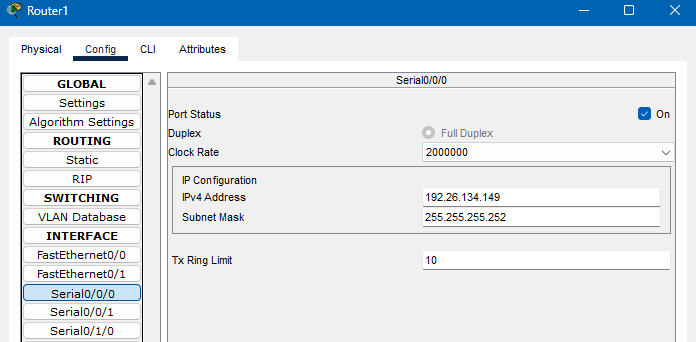 Router1
Physical Config CLI Attributes
GLOBAL
Settings
Algorithm Settings
ROUTING
Static
RIP
SWITCHING
VLAN Database
INTERFACE
FastEthernet0/0
FastEthernet0/1
Serial0/0/0
Serial0/0/1
Serial0/1/0
Serial0/0/0
Port Status On
Duplex Full Duplex
Clock Rate 2000000
IP Configuration
IPv4 Address 192.26.134.149
Subnet Mask 255.255.255.252
Tx Ring Limit 10